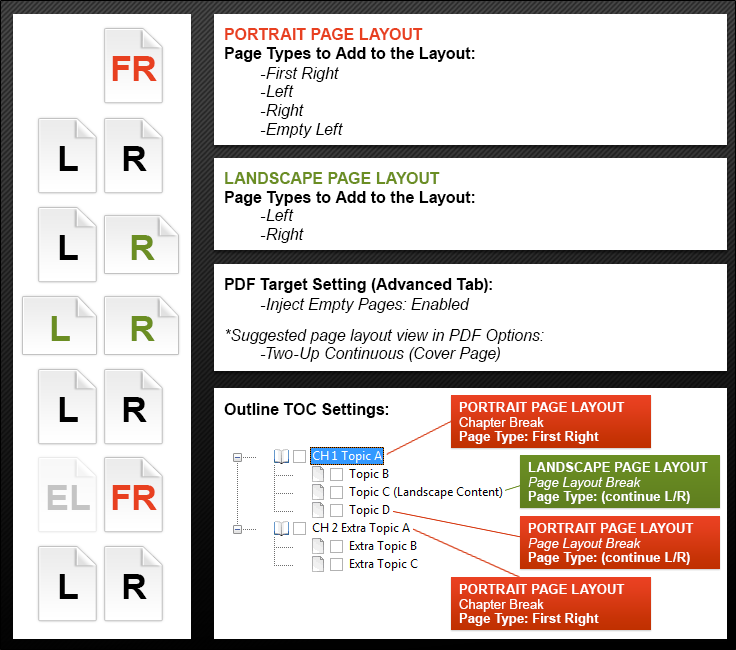 FR
L R
L R
L R
L R
EL FR
L R
PORTRAIT PAGE LAYOUT
Page Types to Add to the Layout:
-First Right
-Left
-Right
-Empty Left
LANDSCAPE PAGE LAYOUT
Page Types to Add to the Layout:
-Left
-Right
PDF Target Setting (Advanced Tab):
-Inject Empty Pages: Enabled
*Suggested page layout view in PDF Options:
-Two-Up Continuous (Cover Page)
Outline TOC Settings:
CH 1 Topic A
Topic B
Topic C (Landscape Content)
Topic D
CH 2 Extra Topic A
Extra Topic B
Extra Topic C
PORTRAIT PAGE LAYOUT
Chapter Break
Page Type: First Right
LANDSCAPE PAGE LAYOUT
Page Layout Break
Page Type: (continue L/R)
PORTRAIT PAGE LAYOUT
Page Layout Break
Page Type: (continue L/R)
PORTRAIT PAGE LAYOUT
Chapter Break
Page Type: First Right